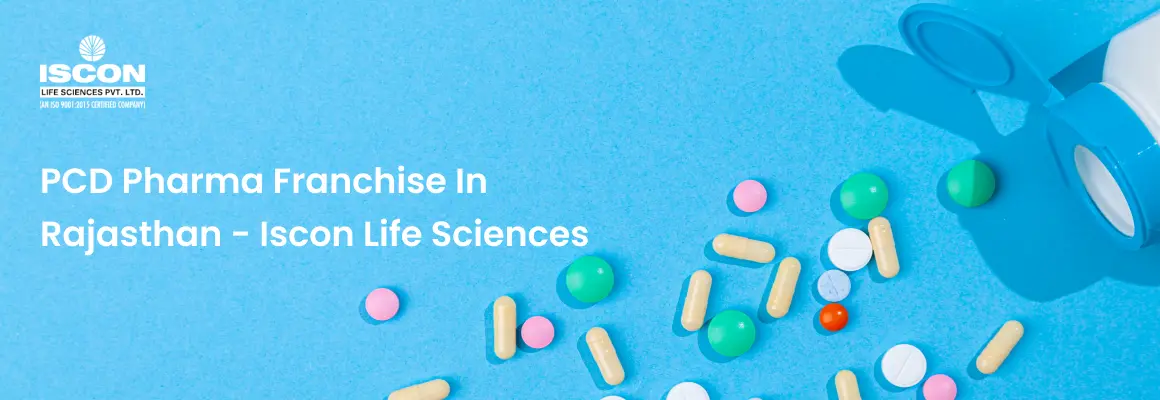 ISCON
LIFE SCIENCES PVT. LTD.
(AN ISO 9001:2015 CERTIFIED COMPANY)
PCD Pharma Franchise In
Rajasthan - Iscon Life Sciences